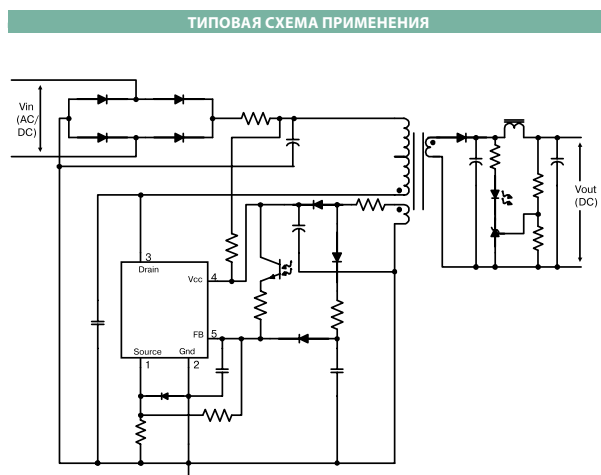 ТИПОВАЯ СХЕМА ПРИМЕНЕНИЯ
Vin
(AC/
DC)
Vout
(DC)
3
Drain
Vcc
4
FB
5
Source
Gnd
1
2